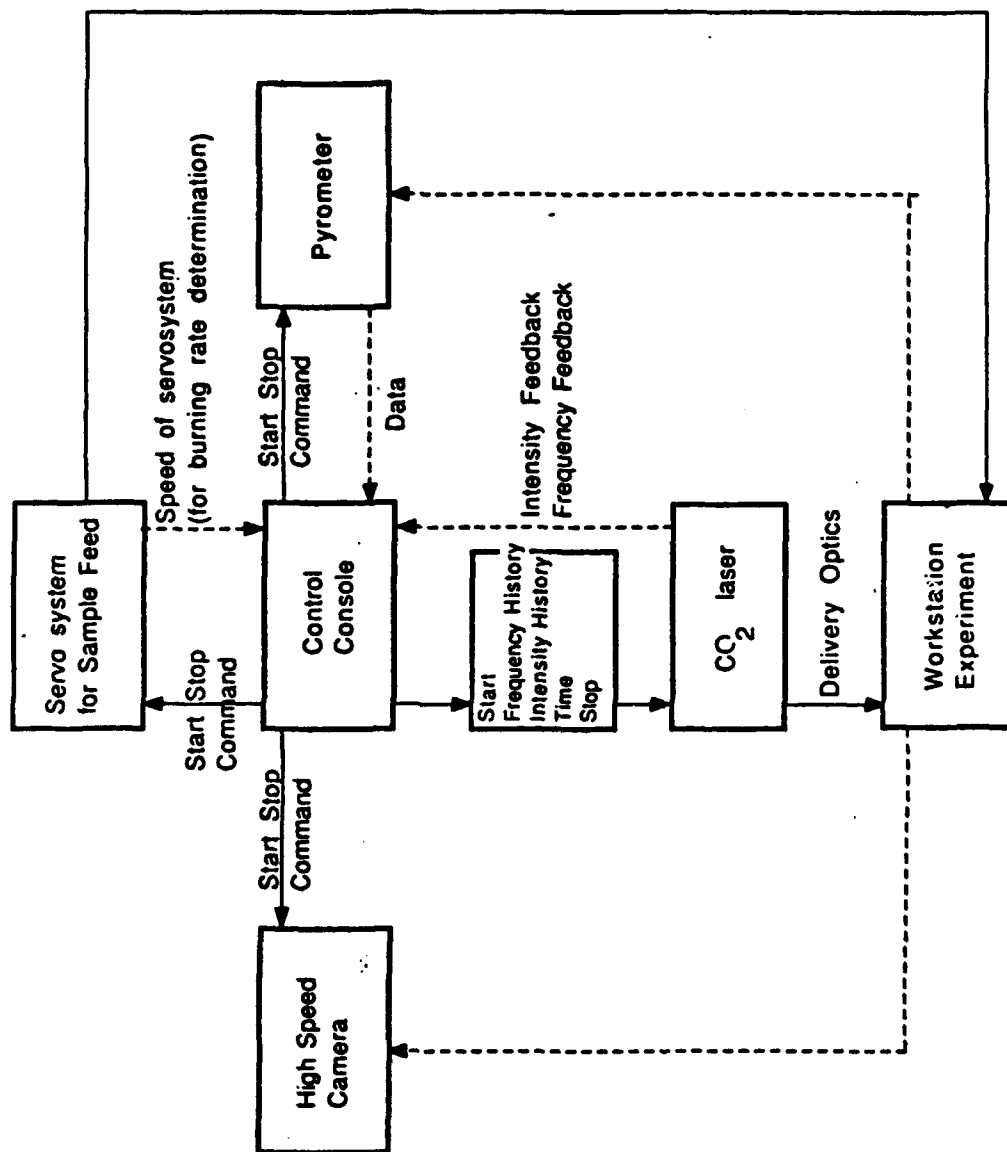 Servo system
for Sample Feed
Speed of servosystem
(for burning rate determination)
Start Stop
Command
High Speed
Camera
Start Stop
Command
Control
Console
Start Stop
Command
Pyrometer
Data
Start
Frequency History
Intensity History
Time
Stop
Intensity Feedback
Frequency Feedback
CO2 laser
Delivery Optics
Workstation
Experiment